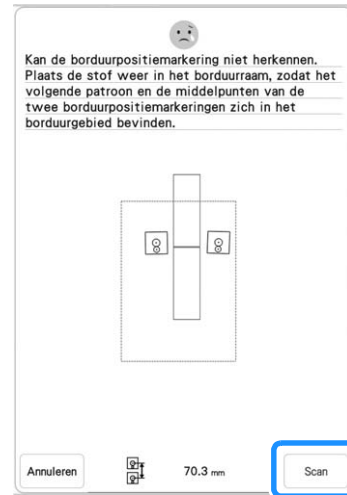 Kan de borduurpositiemarkering niet herkennen.
Plaats de stof weer in het borduurraam, zodat het
volgende patroon en de middelpunten van de
twee borduurpositiemarkeringen zich in het
borduurgebied bevinden.
Annuleren
70.3 mm
Scan